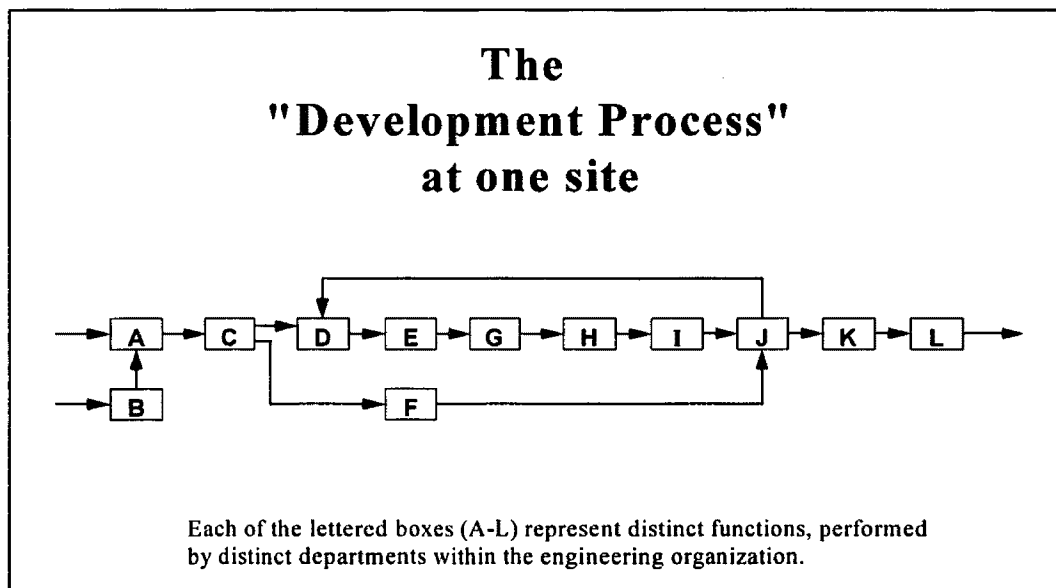 The
"Development Process"
at one site
A C D E G H I J K L
B F
Each of the lettered boxes (A-L) represent distinct functions, performed
by distinct departments within the engineering organization.